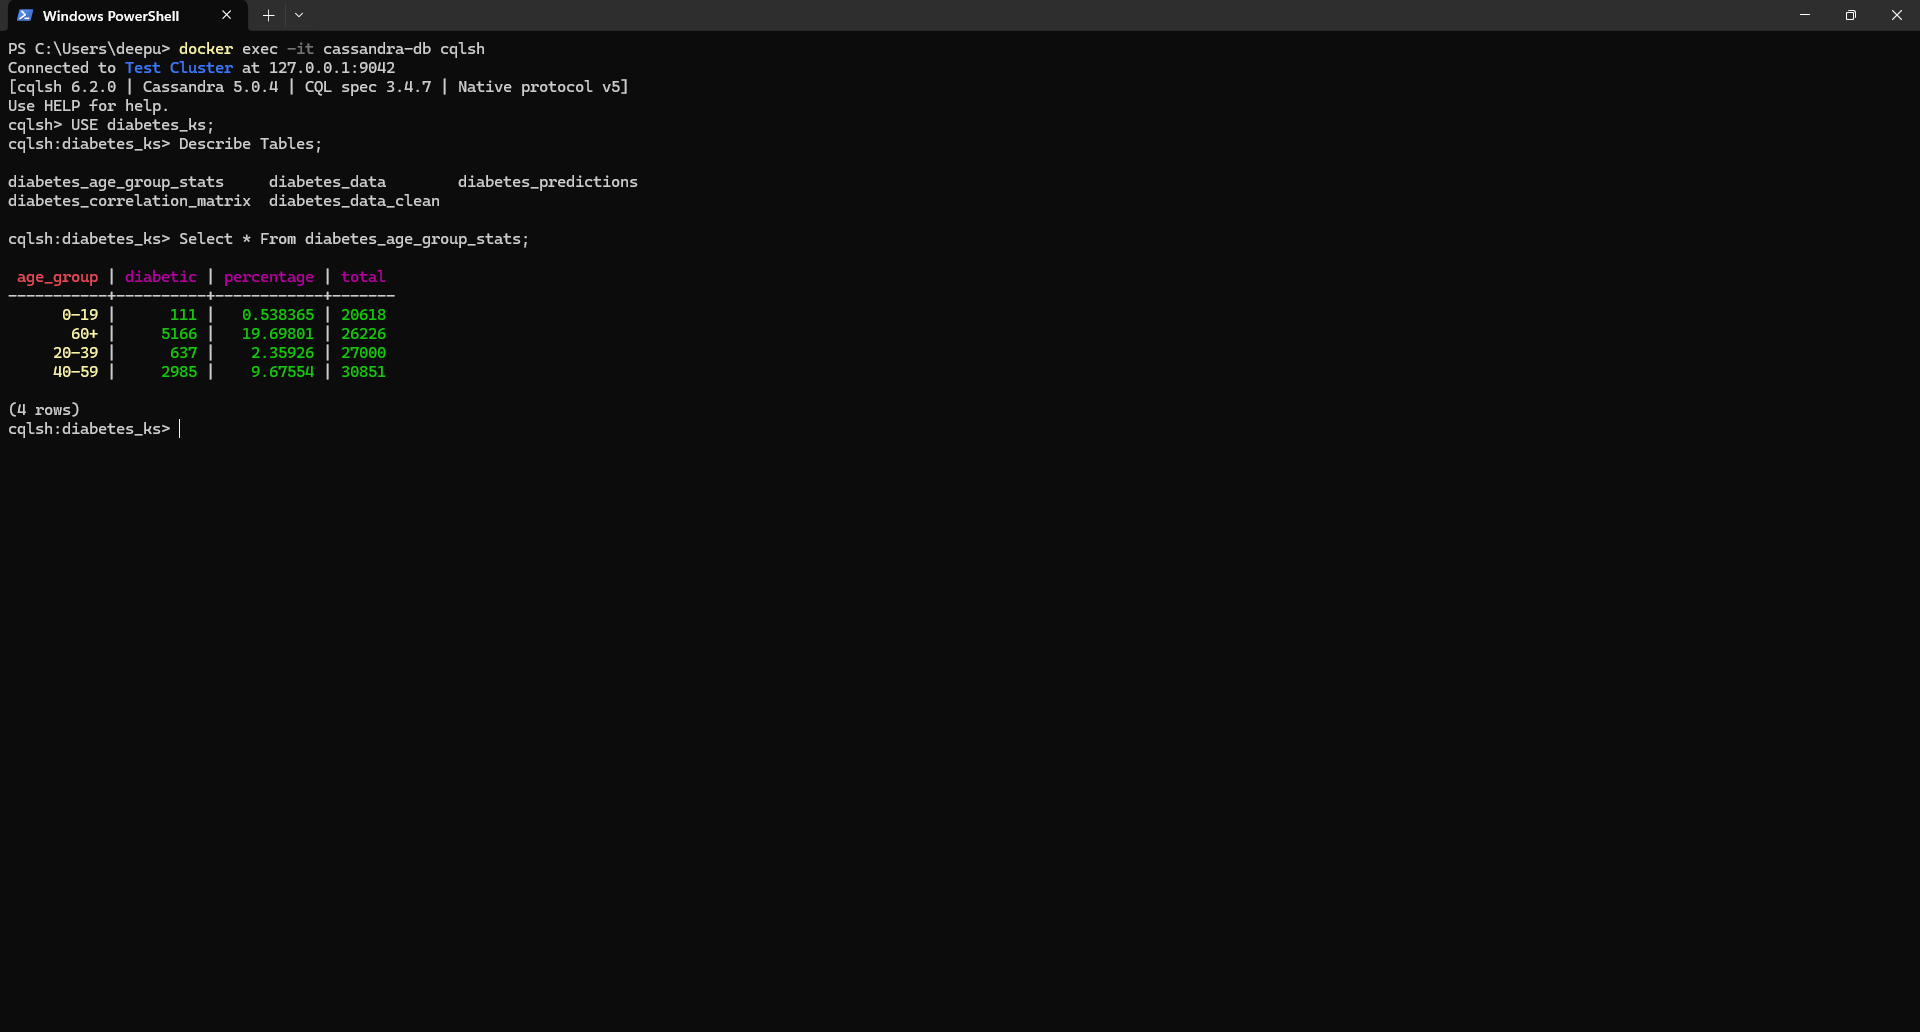 Windows PowerShell
PS C:\Users\deepu> docker exec -it cassandra-db cqlsh
Connected to Test Cluster at 127.0.0.1:9042
[cqlsh 6.2.0 | Cassandra 5.0.4 | CQL spec 3.4.7 | Native protocol v5]
Use HELP for help.
cqlsh> USE diabetes_ks;
cqlsh:diabetes_ks> Describe Tables;
diabetes_age_group_stats     diabetes_data        diabetes_predictions
diabetes_correlation_matrix  diabetes_data_clean
cqlsh:diabetes_ks> Select * From diabetes_age_group_stats;
 age_group | diabetic | percentage | total
-----------+----------+------------+-------
      0-19 |      111 |   0.538365 | 20618
       60+ |     5166 |   19.69801 | 26226
     20-39 |      637 |    2.35926 | 27000
     40-59 |     2985 |    9.67554 | 30851
(4 rows)
cqlsh:diabetes_ks>